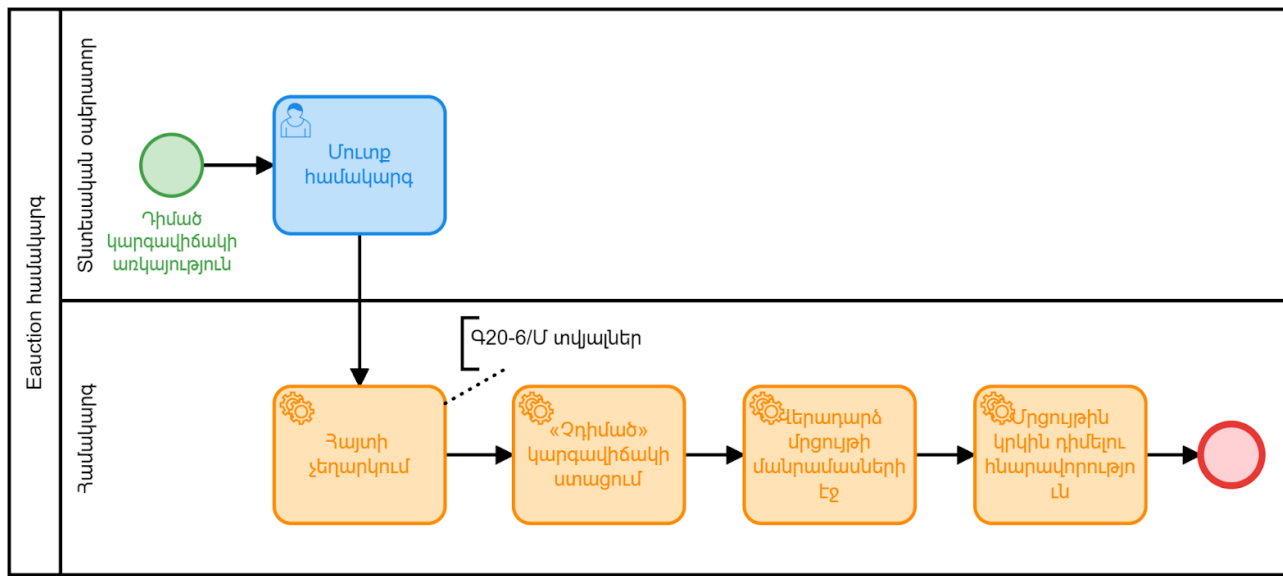 Eauction համակարգ
Տնտեսական օպերատոր
Դիմած
կարգավիճակի
առկայություն
Մուտք
համակարգ
Համակարգ
Գ20-6/Մ տվյալներ
Հայտի
չեղարկում
«Չդիմած»
կարգավիճակի
ստացում
Վերադարձ
մրցույթի
մանրամասների
էջ
Մրցույթին
կրկին դիմելու
հնարավորությո
ւն